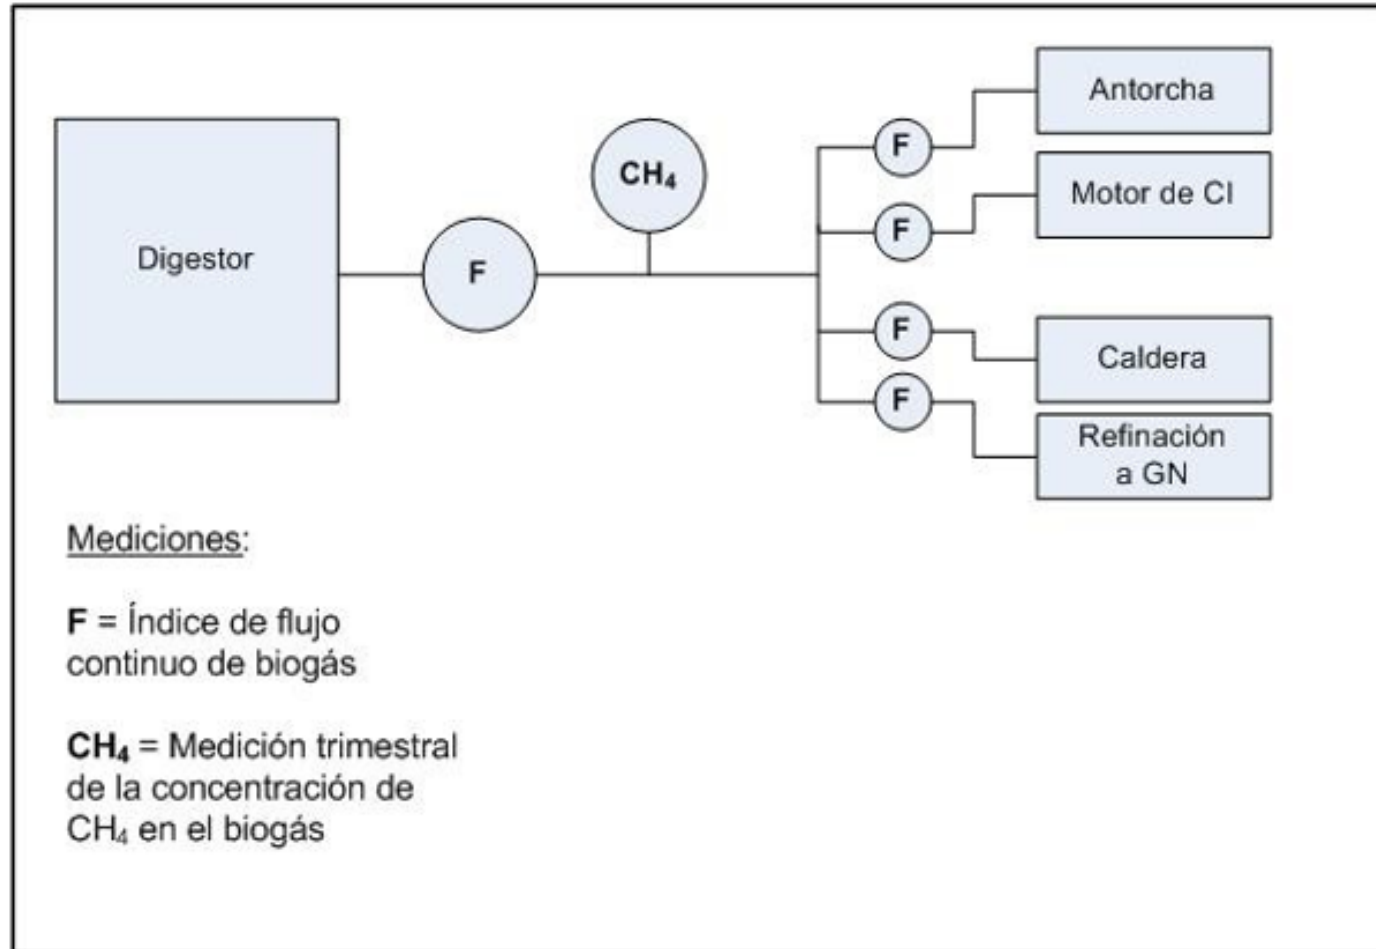 Antorcha
F
CH₄
Motor de CI
F
Digestor
F
F
Caldera
F
Refinación
a GN
Mediciones:
F = Índice de flujo
continuo de biogás
CH₄ = Medición trimestral
de la concentración de
CH₄ en el biogás